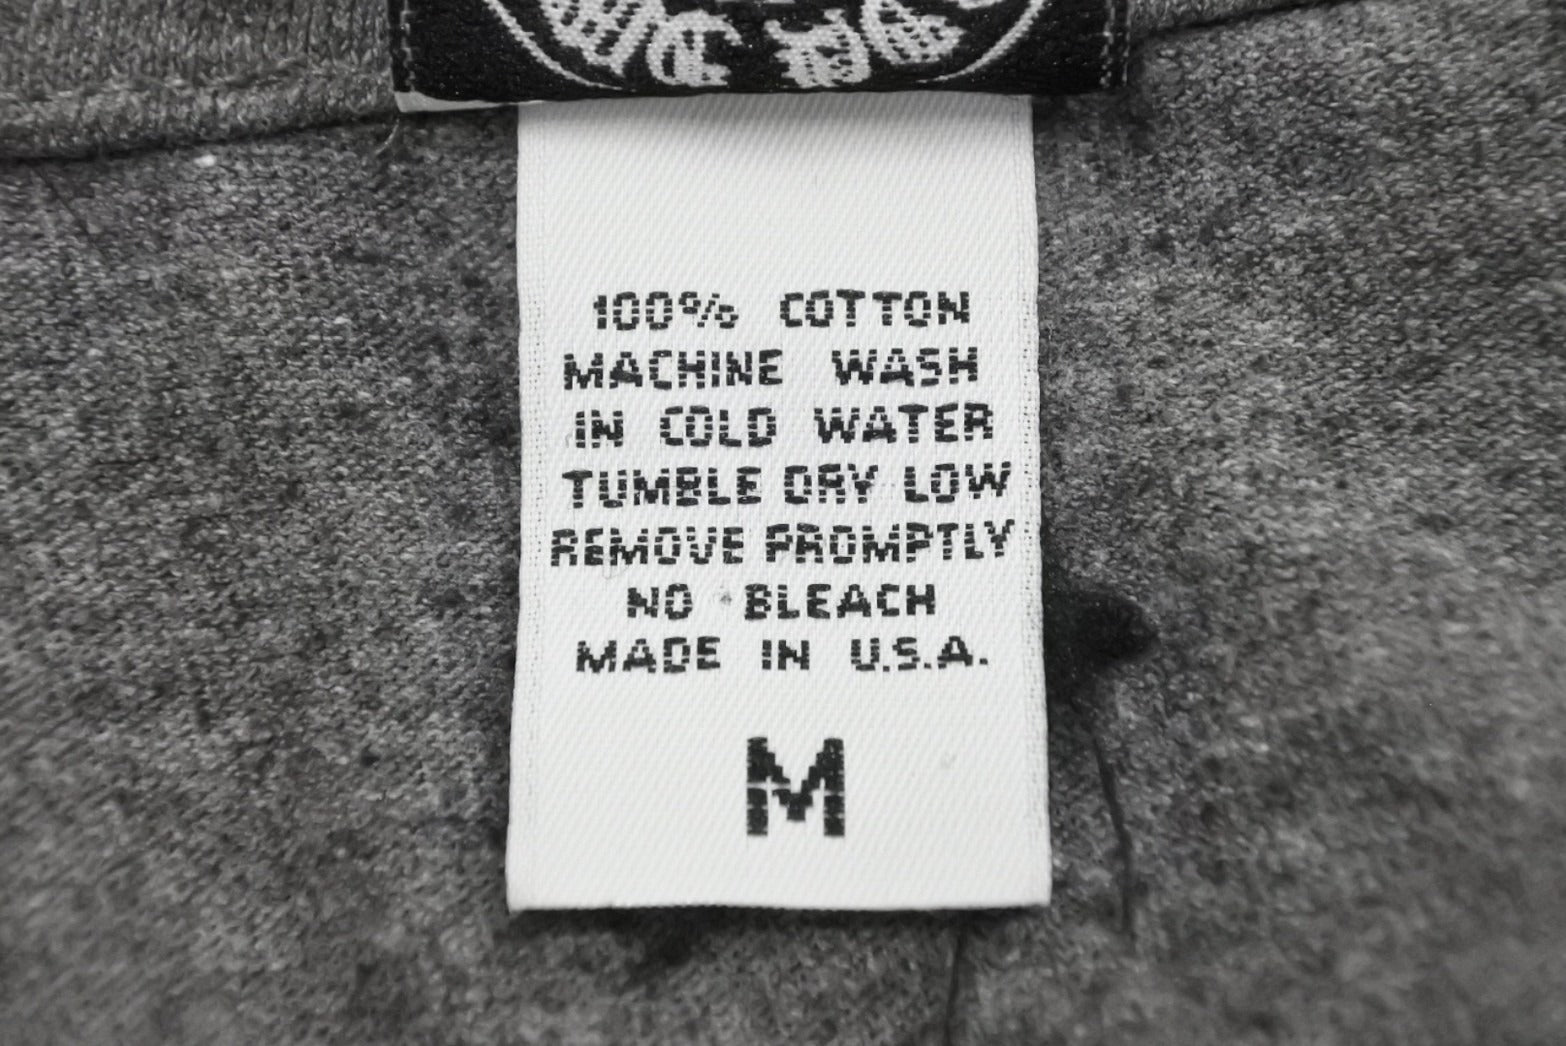 100% COTTON
MACHINE WASH
IN COLD WATER
TUMBLE DRY LOW
REMOVE PROMPTLY
NO BLEACH
MADE IN U.S.A.
M